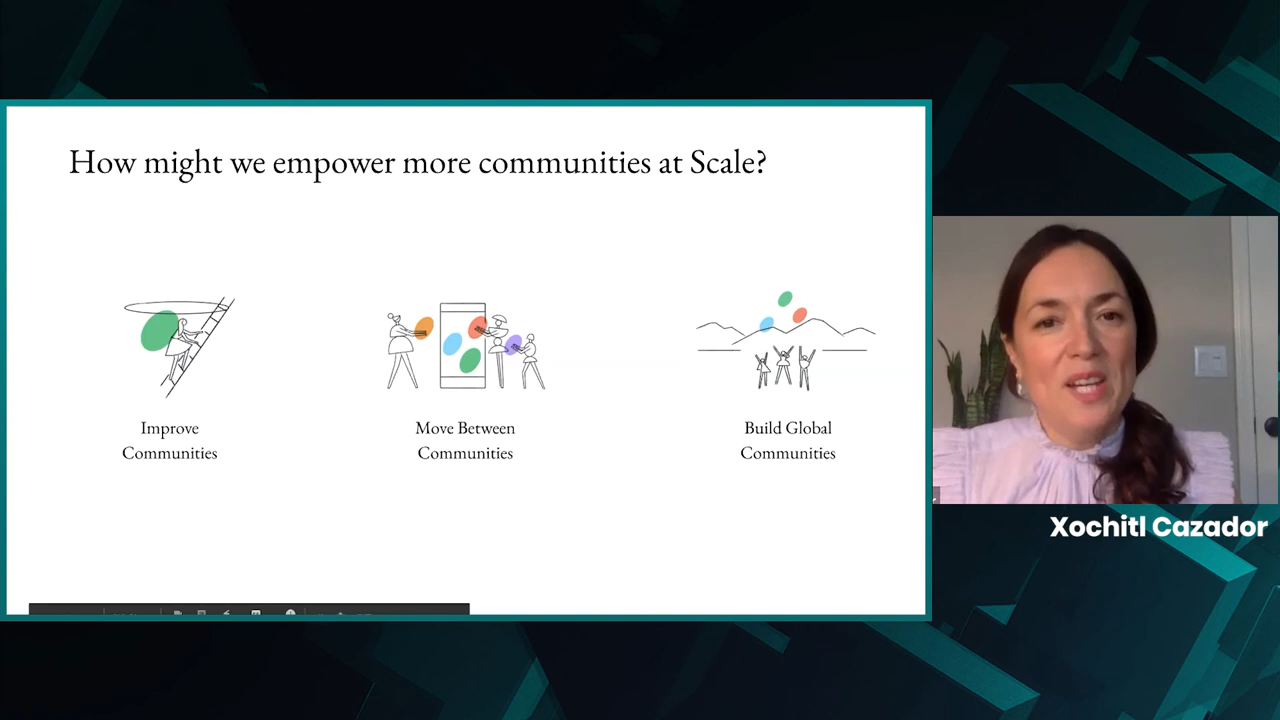 How might we empower more communities at Scale?
Improve
Communities
Move Between
Communities
Build Global
Communities
Xochitl Cazador